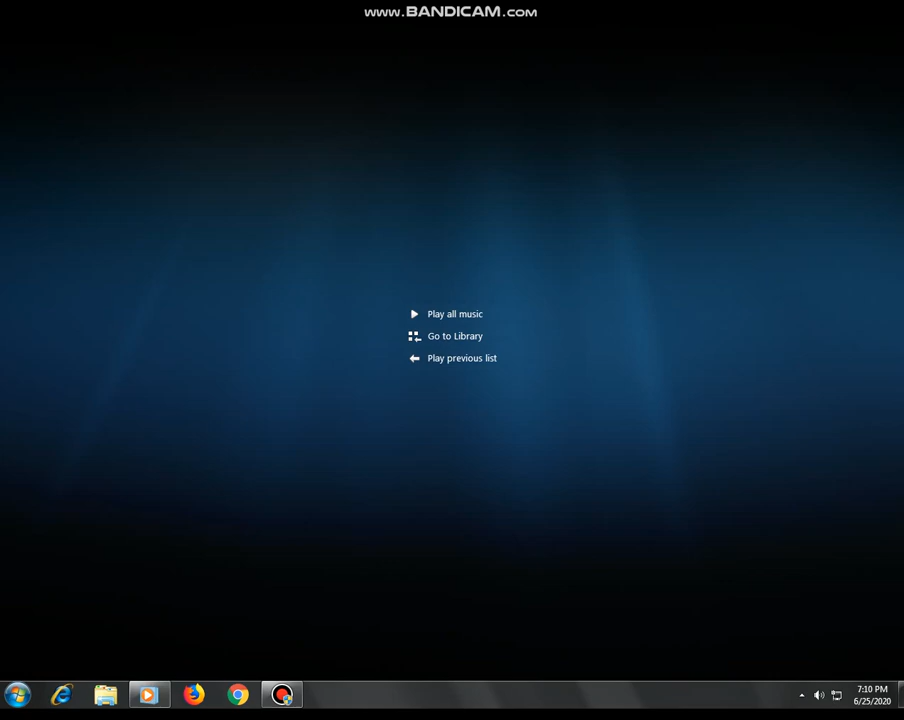 WWW.BANDICAM.COM
Play all music
Go to Library
Play previous list
7:10 PM
6/25/2020